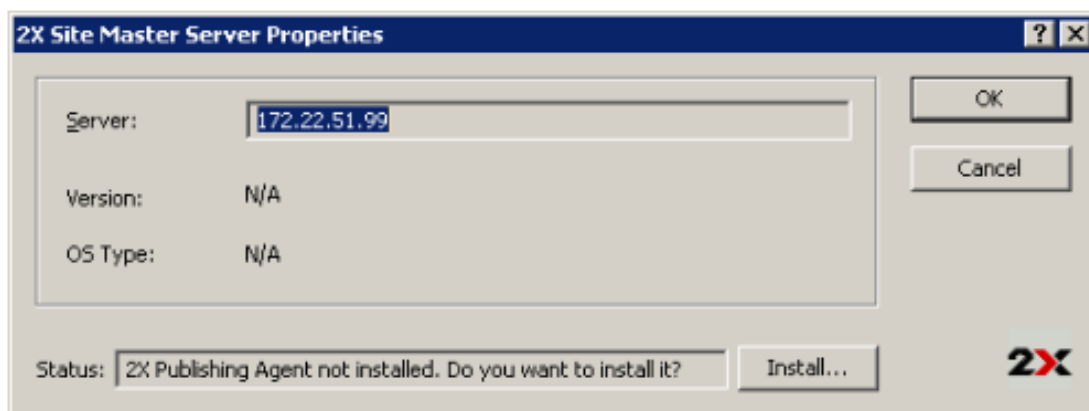 2X Site Master Server Properties
Server: 172.22.51.99
OK
Version: N/A
Cancel
OS Type: N/A
Status: 2X Publishing Agent not installed. Do you want to install it? Install...
2X